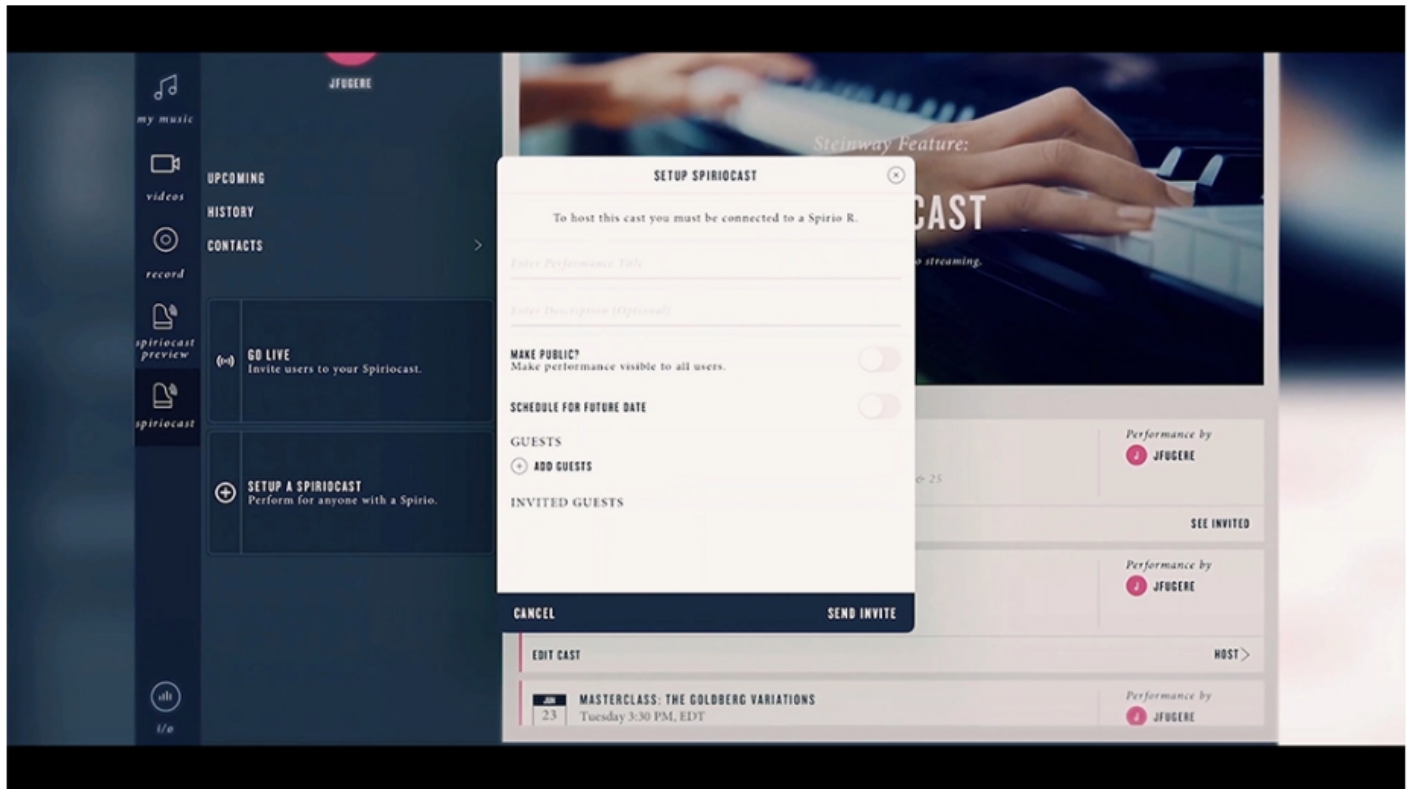 my music
videos
record
spiriocast
preview
spiriocast
i/o
JFUGERE
UPCOMING
HISTORY
CONTACTS
GO LIVE
Invite users to your Spiriocast.
SETUP A SPIRIOCAST
Perform for anyone with a Spirio.
Steinway Feature:
CAST
o streaming.
SETUP SPIRIOCAST
To host this cast you must be connected to a Spirio R.
Enter Performance Title
Enter Description (Optional)
MAKE PUBLIC?
Make performance visible to all users.
SCHEDULE FOR FUTURE DATE
GUESTS
ADD GUESTS
INVITED GUESTS
CANCEL
SEND INVITE
& 25
Performance by
J JFUGERE
SEE INVITED
Performance by
J JFUGERE
EDIT CAST
HOST
JUN
23
MASTERCLASS: THE GOLDBERG VARIATIONS
Tuesday 3:30 PM, EDT
Performance by
J JFUGERE